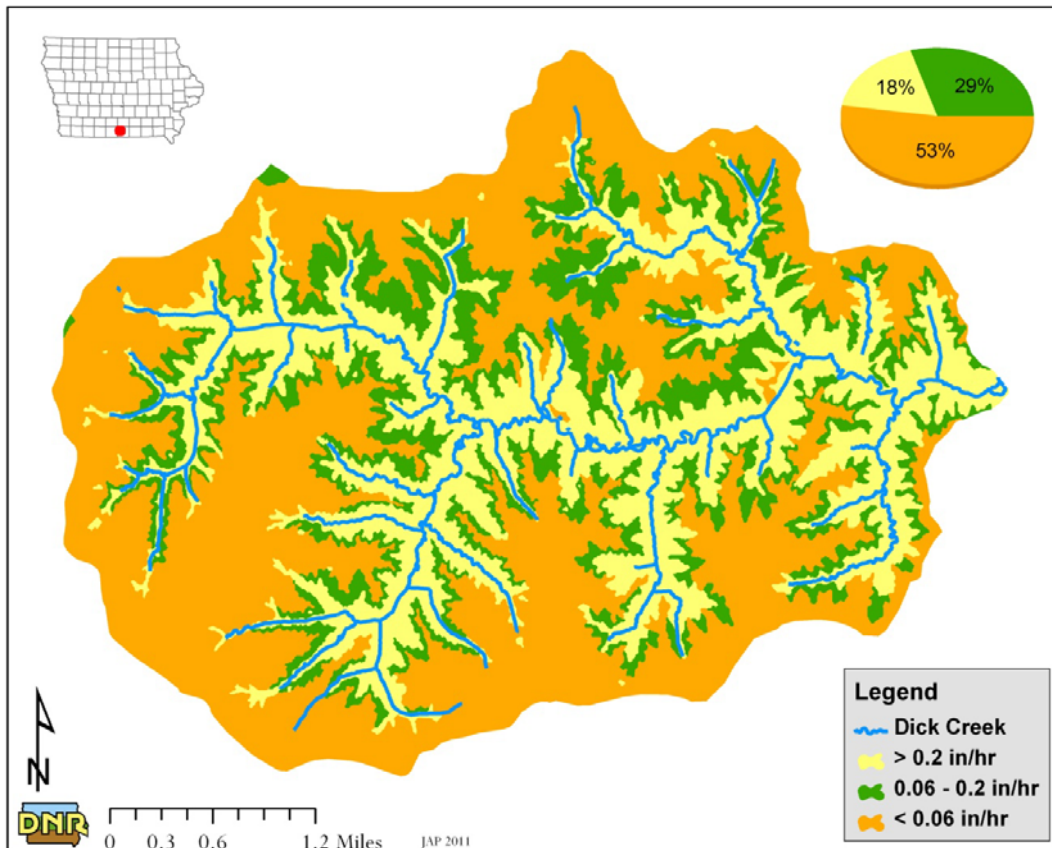 18%
29%
53%
N
DNR
0 0.3 0.6 1.2 Miles
JAP 2011
Legend
Dick Creek
> 0.2 in/hr
0.06 - 0.2 in/hr
< 0.06 in/hr